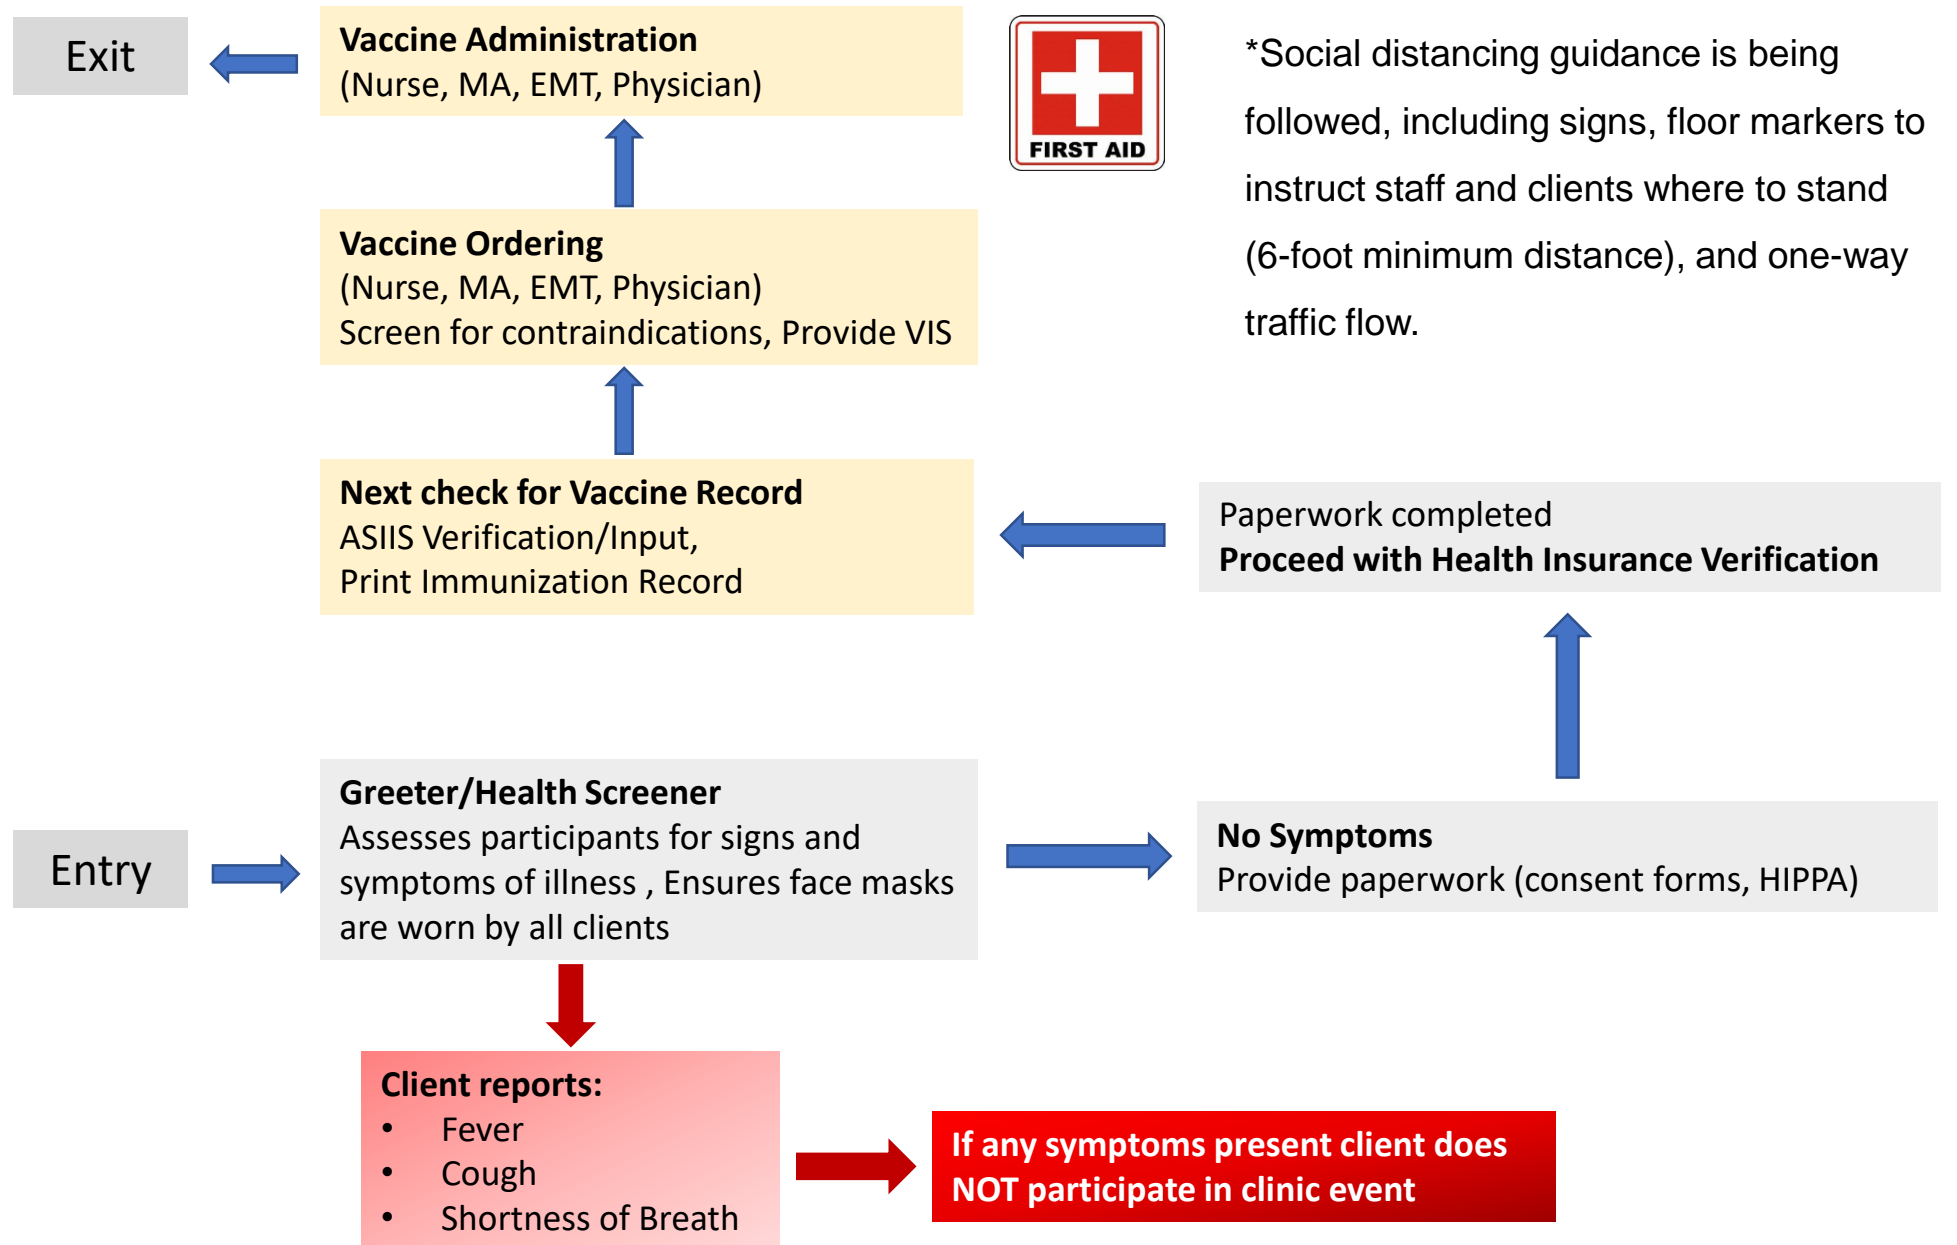 Exit
Vaccine Administration
(Nurse, MA, EMT, Physician)
FIRST AID
*Social distancing guidance is being
followed, including signs, floor markers to
instruct staff and clients where to stand
(6-foot minimum distance), and one-way
traffic flow.
Vaccine Ordering
(Nurse, MA, EMT, Physician)
Screen for contraindications, Provide VIS
Next check for Vaccine Record
ASIIS Verification/Input,
Print Immunization Record
Paperwork completed
Proceed with Health Insurance Verification
Entry
Greeter/Health Screener
Assesses participants for signs and
symptoms of illness , Ensures face masks
are worn by all clients
No Symptoms
Provide paperwork (consent forms, HIPPA)
Client reports:
• Fever
• Cough
• Shortness of Breath
If any symptoms present client does
NOT participate in clinic event